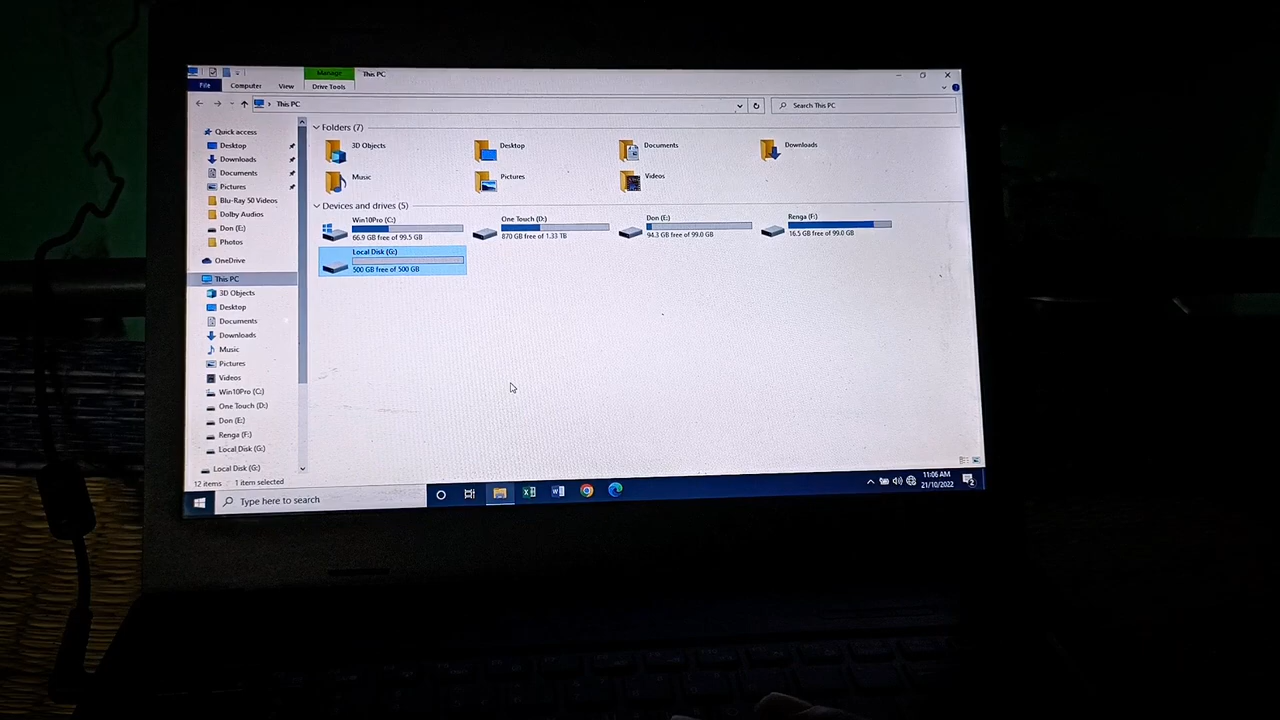 Manage This PC
File Computer View Drive Tools
This PC Search This PC
Quick access
Desktop
Downloads
Documents
Pictures
Blu-Ray 50 Videos
Dolby Audios
Don (E:)
Photos
OneDrive
This PC
3D Objects
Desktop
Documents
Downloads
Music
Pictures
Videos
Win10Pro (C:)
One Touch (D:)
Don (E:)
Renga (F:)
Local Disk (G:)
Local Disk (G:)
Folders (7)
3D Objects Desktop Documents Downloads
Music Pictures Videos
Devices and drives (5)
Win10Pro (C:) One Touch (D:) Don (E:) Renga (F:)
66.9 GB free of 99.5 GB 870 GB free of 1.33 TB 94.3 GB free of 99.0 GB 16.5 GB free of 99.0 GB
Local Disk (G:)
500 GB free of 500 GB
12 items 1 item selected
Type here to search
11:06 AM
21/10/2022
2